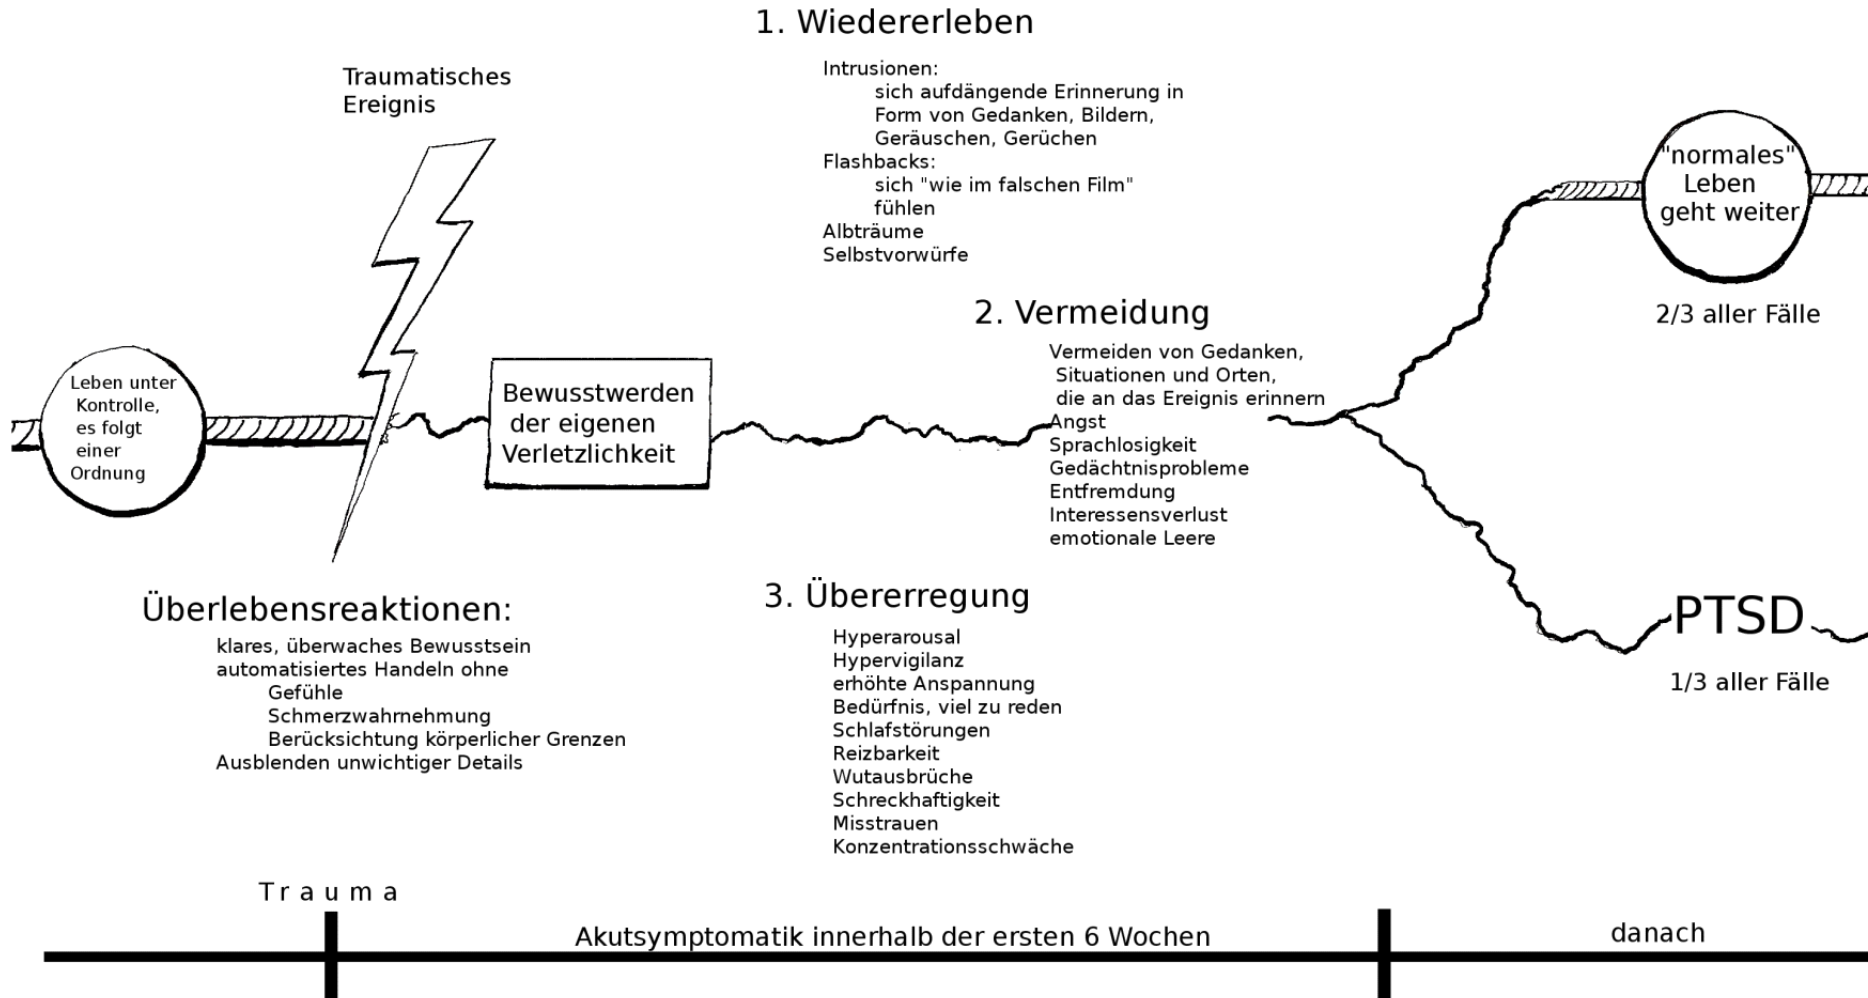 1. Wiedererleben
Intrusionen:
sich aufdängende Erinnerung in
Form von Gedanken, Bildern,
Geräuschen, Gerüchen
Flashbacks:
sich "wie im falschen Film"
fühlen
Albträume
Selbstvorwürfe
Traumatisches
Ereignis
Leben unter
Kontrolle,
es folgt
einer
Ordnung
Bewusstwerden
der eigenen
Verletzlichkeit
2. Vermeidung
Vermeiden von Gedanken,
Situationen und Orten,
die an das Ereignis erinnern
Angst
Sprachlosigkeit
Gedächtnisprobleme
Entfremdung
Interessensverlust
emotionale Leere
"normales"
Leben
geht weiter
2/3 aller Fälle
Überlebensreaktionen:
klares, überwaches Bewusstsein
automatisiertes Handeln ohne
Gefühle
Schmerzwahrnehmung
Berücksichtung körperlicher Grenzen
Ausblenden unwichtiger Details
3. Übererregung
Hyperarousal
Hypervigilanz
erhöhte Anspannung
Bedürfnis, viel zu reden
Schlafstörungen
Reizbarkeit
Wutausbrüche
Schreckhaftigkeit
Misstrauen
Konzentrationsschwäche
PTSD
1/3 aller Fälle
Trauma
Akutsymptomatik innerhalb der ersten 6 Wochen
danach